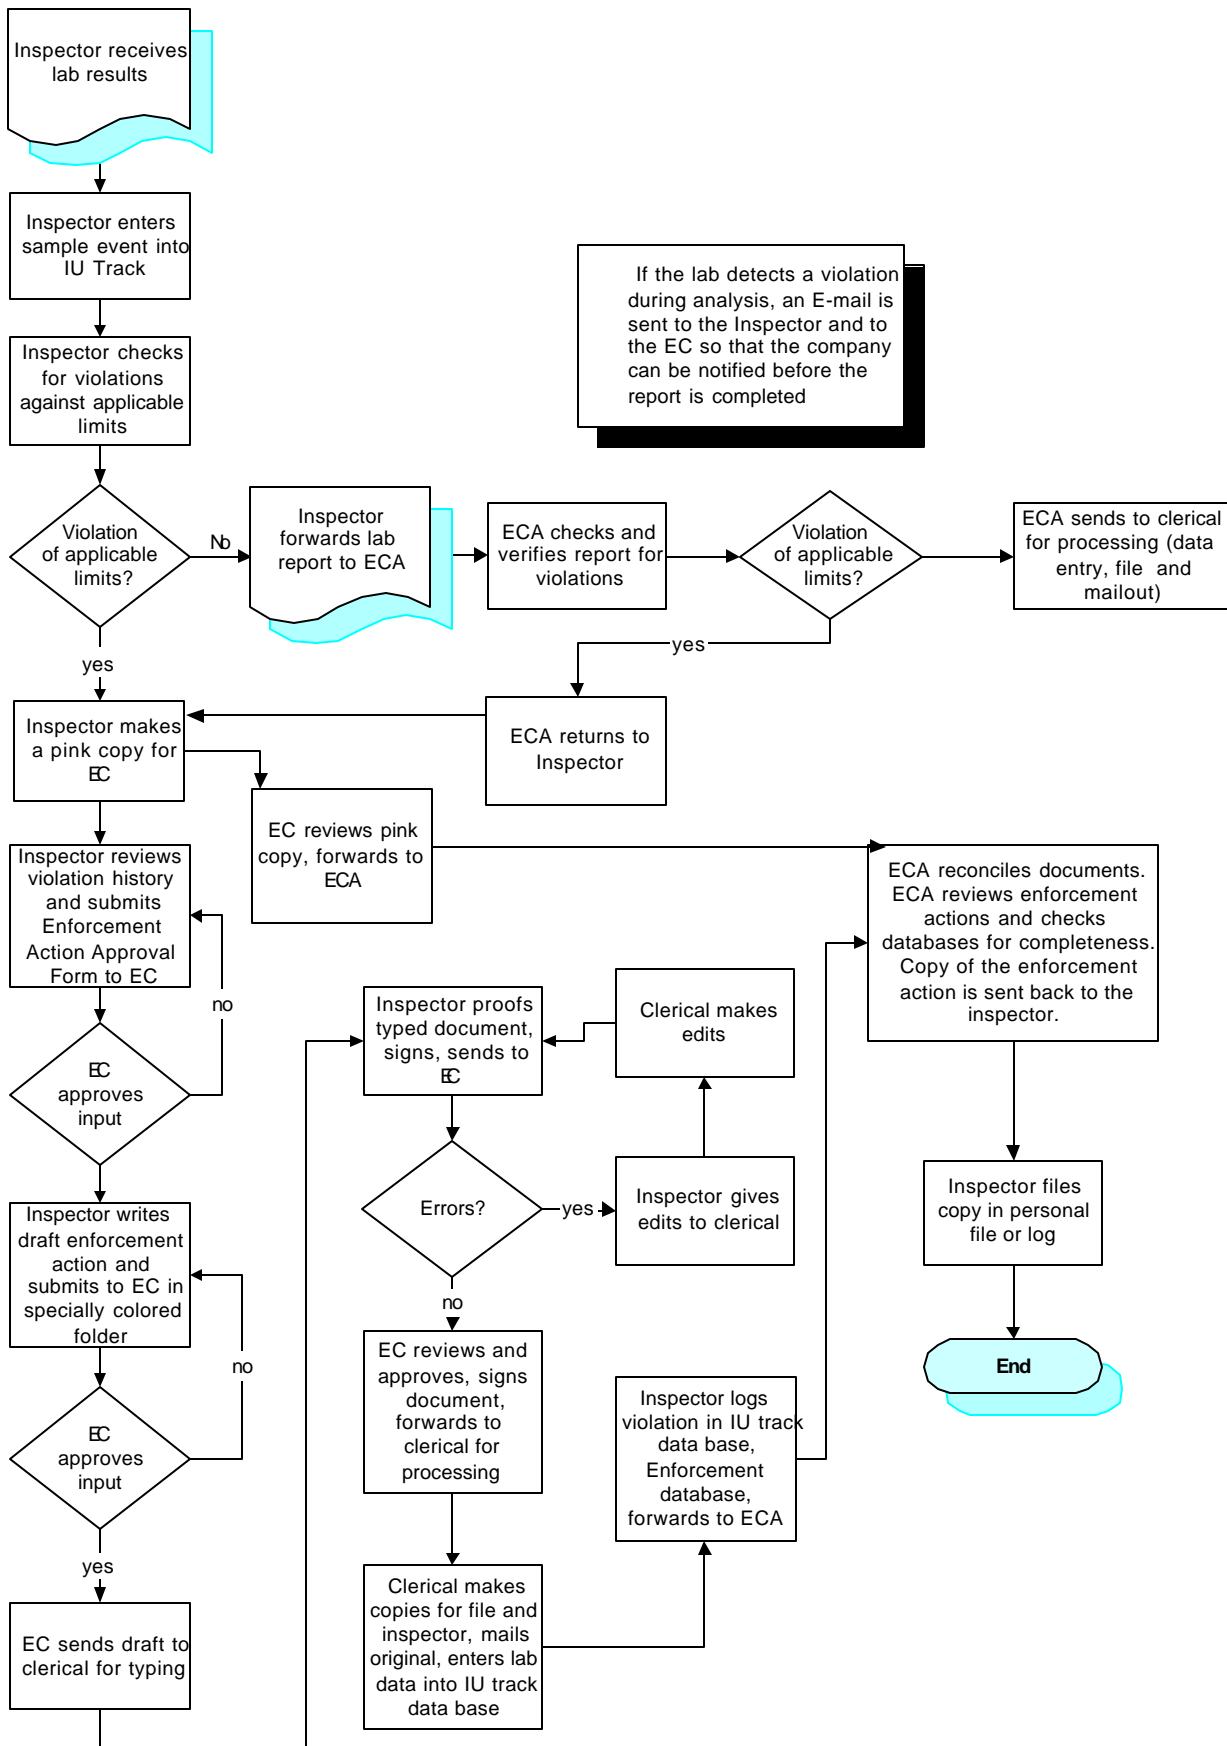 Inspector receives
lab results
Inspector enters
sample event into
IU Track
If the lab detects a violation
during analysis, an E-mail is
sent to the Inspector and to
the EC so that the company
can be notified before the
report is completed
Inspector checks
for violations
against applicable
limits
Violation
of applicable
limits?
No
Inspector
forwards lab
report to ECA
ECA checks and
verifies report for
violations
Violation
of applicable
limits?
ECA sends to clerical
for processing (data
entry, file and
mailout)
yes
yes
Inspector makes
a pink copy for
EC
ECA returns to
Inspector
EC reviews pink
copy, forwards to
ECA
Inspector reviews
violation history
and submits
Enforcement
Action Approval
Form to EC
no
EC
approves
input
Inspector writes
draft enforcement
action and
submits to EC in
specially colored
folder
no
EC
approves
input
yes
EC sends draft to
clerical for typing
Inspector proofs
typed document,
signs, sends to
EC
Clerical makes
edits
Errors?
yes
Inspector gives
edits to clerical
no
EC reviews and
approves, signs
document,
forwards to
clerical for
processing
Clerical makes
copies for file and
inspector, mails
original, enters lab
data into IU track
data base
Inspector logs
violation in IU track
data base,
Enforcement
database,
forwards to ECA
ECA reconciles documents.
ECA reviews enforcement
actions and checks
databases for completeness.
Copy of the enforcement
action is sent back to the
inspector.
Inspector files
copy in personal
file or log
End